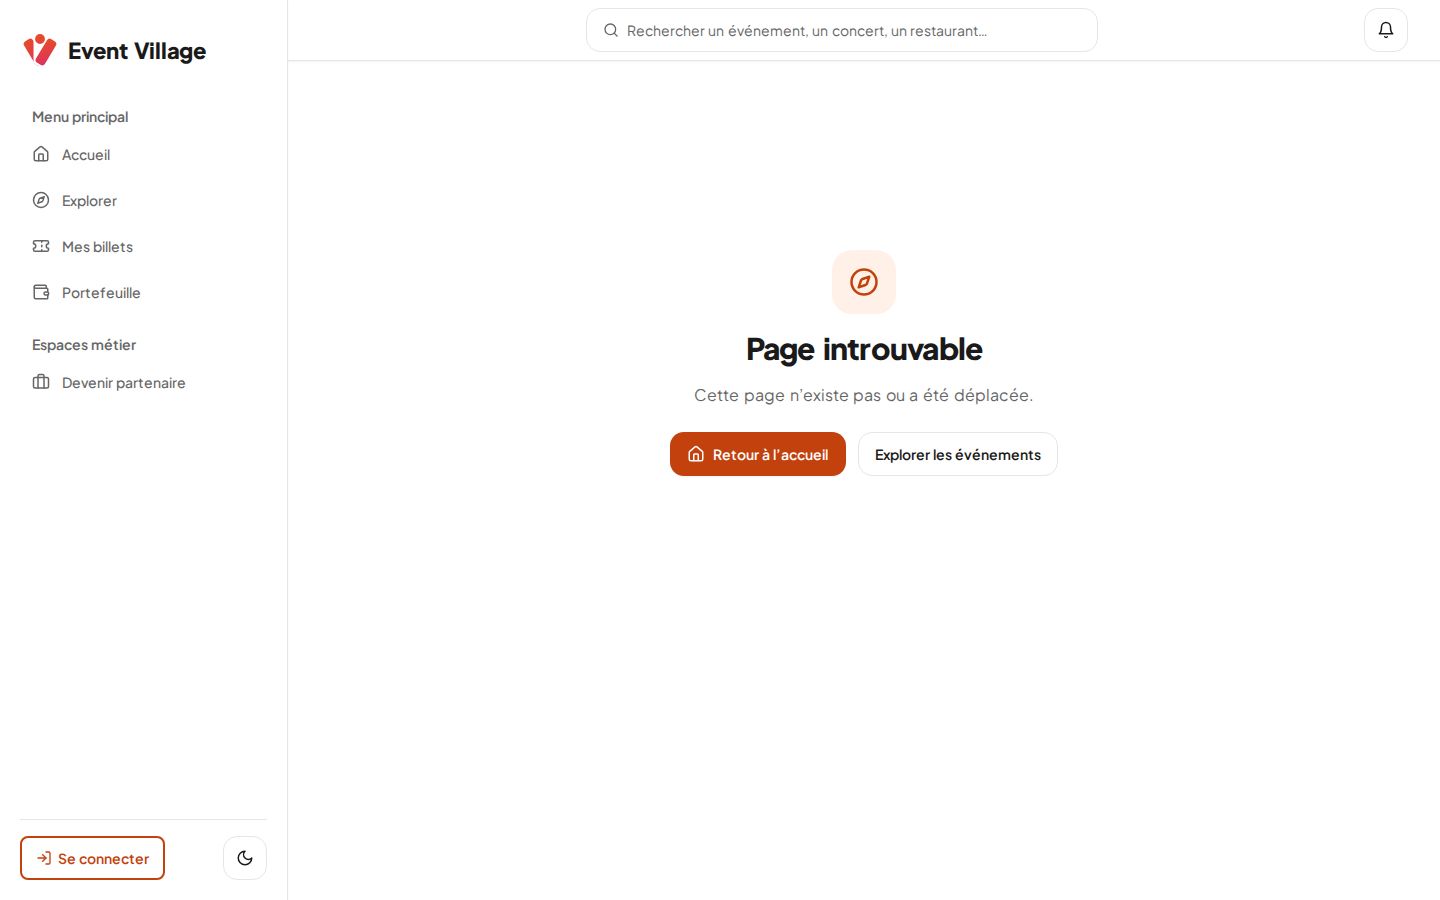 Event Village
Rechercher un événement, un concert, un restaurant…
Menu principal
Accueil
Explorer
Mes billets
Portefeuille
Espaces métier
Devenir partenaire
Page introuvable
Cette page n’existe pas ou a été déplacée.
Retour à l’accueil
Explorer les événements
Se connecter